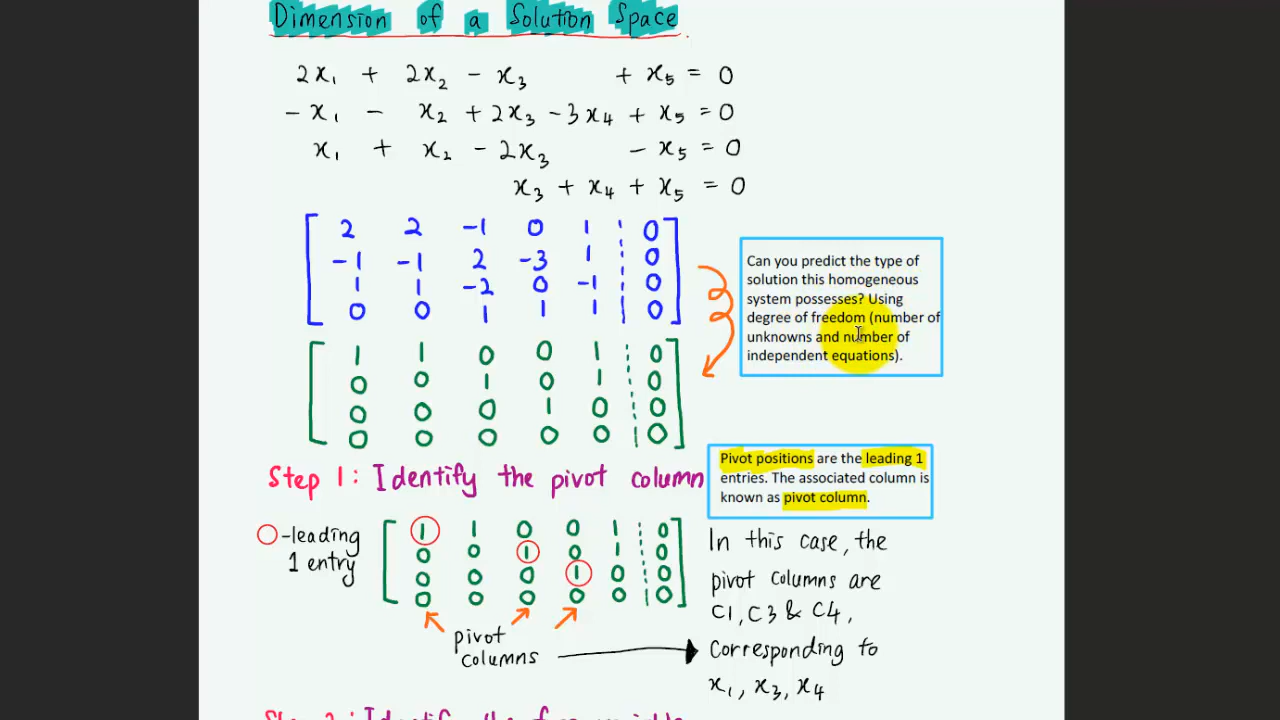 Dimension of a Solution Space
2x₁ + 2x₂ - x₃ + x₅ = 0
-x₁ - x₂ + 2x₃ - 3x₄ + x₅ = 0
x₁ + x₂ - 2x₃ - x₅ = 0
x₃ + x₄ + x₅ = 0
2 2 -1 0 1 0
-1 -1 2 -3 1 0
1 1 -2 0 -1 0
0 0 1 1 1 0
Can you predict the type of
solution this homogeneous
system possesses? Using
degree of freedom (number of
unknowns and number of
independent equations).
1 1 0 0 1 0
0 0 1 0 1 0
0 0 0 1 0 0
0 0 0 0 0 0
Step 1: Identify the pivot column
Pivot positions are the leading 1
entries. The associated column is
known as pivot column.
-leading
1 entry
1 1 0 0 1 0
0 0 1 0 1 0
0 0 0 1 0 0
0 0 0 0 0 0
pivot
columns
In this case, the
pivot columns are
C1, C3 & C4,
Corresponding to
x₁, x₃, x₄